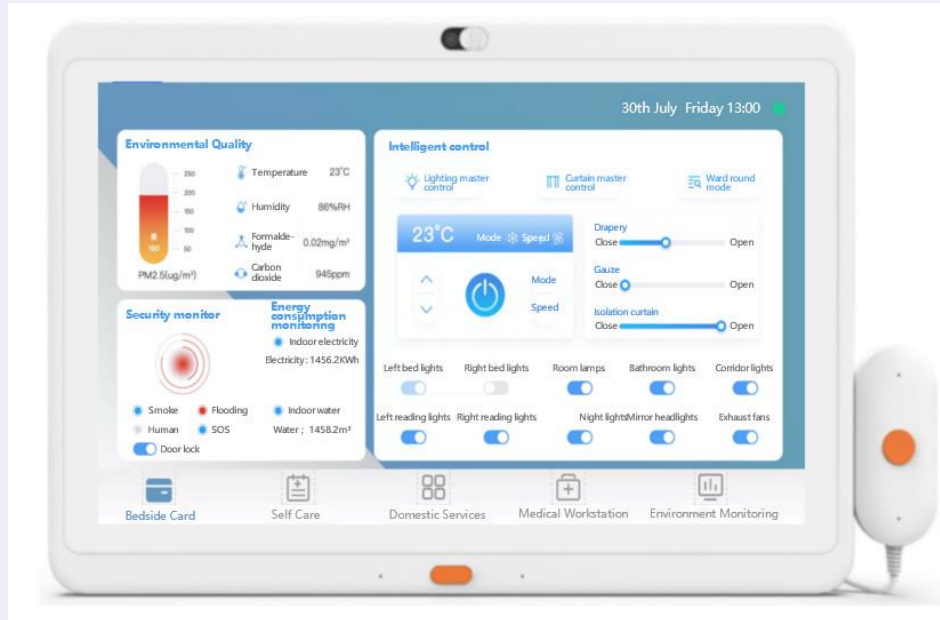 30th July Friday 13:00
Environmental Quality
250
200
150
100
50
190
PM2.5(ug/m³)
Temperature 23°C
Humidity 86%RH
Formalde-
hyde 0.02mg/m³
Carbon
dioxide 945ppm
Intelligent control
Lighting master
control
Curtain master
control
Ward round
mode
23°C Mode Speed
Mode
Speed
Drapery
Close Open
Gauze
Close Open
Isolation curtain
Close Open
Left bed lights Right bed lights Room lamps Bathroom lights Corridor lights
Left reading lights Right reading lights Night lights Mirror headlights Exhaust fans
Security monitor
Smoke Flooding
Human SOS
Door lock
Energy
consumption
monitoring
Indoor electricity
Electricity: 1456.2KWh
Indoor water
Water ; 1458.2m³
Bedside Card Self Care Domestic Services Medical Workstation Environment Monitoring